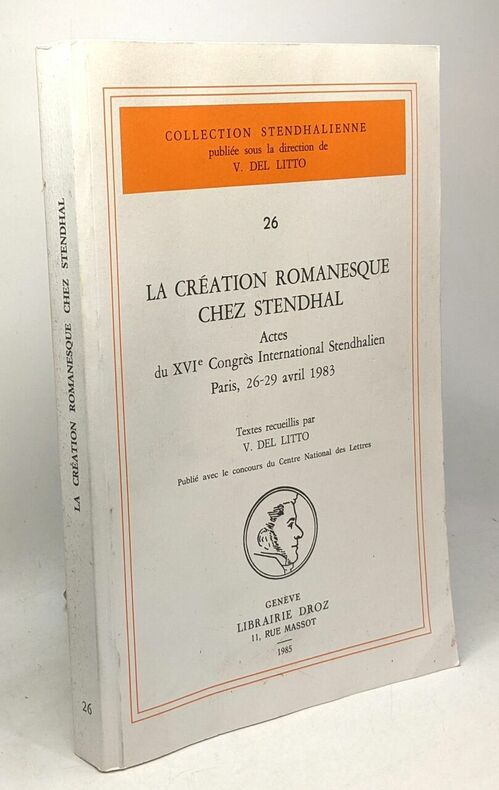 COLLECTION STENDHALIENNE
publiée sous la direction de
V. DEL LITTO
26
LA CRÉATION ROMANESQUE
CHEZ STENDHAL
Actes
du XVIe Congrès International Stendhalien
Paris, 26-29 avril 1983
Textes recueillis par
V. DEL LITTO
Publié avec le concours du Centre National des Lettres
GENÈVE
LIBRAIRIE DROZ
11, RUE MASSOT
1985
LA CRÉATION ROMANESQUE CHEZ STENDHAL
26